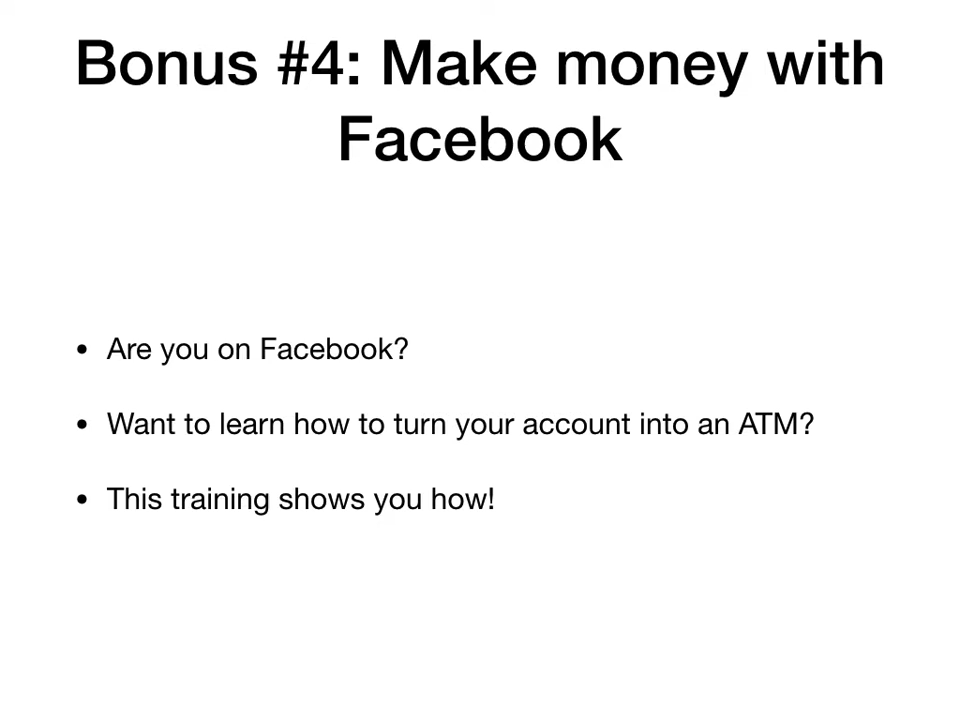 Bonus #4: Make money with
Facebook
• Are you on Facebook?
• Want to learn how to turn your account into an ATM?
• This training shows you how!